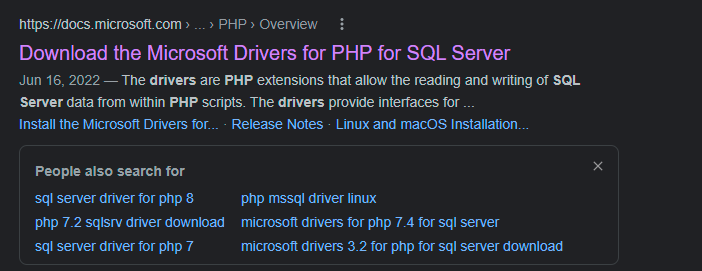 https://docs.microsoft.com › ... › PHP › Overview
Download the Microsoft Drivers for PHP for SQL Server
Jun 16, 2022 — The drivers are PHP extensions that allow the reading and writing of SQL
Server data from within PHP scripts. The drivers provide interfaces for ...
Install the Microsoft Drivers for... · Release Notes · Linux and macOS Installation...
People also search for
sql server driver for php 8
php mssql driver linux
php 7.2 sqlsrv driver download
microsoft drivers for php 7.4 for sql server
sql server driver for php 7
microsoft drivers 3.2 for php for sql server download